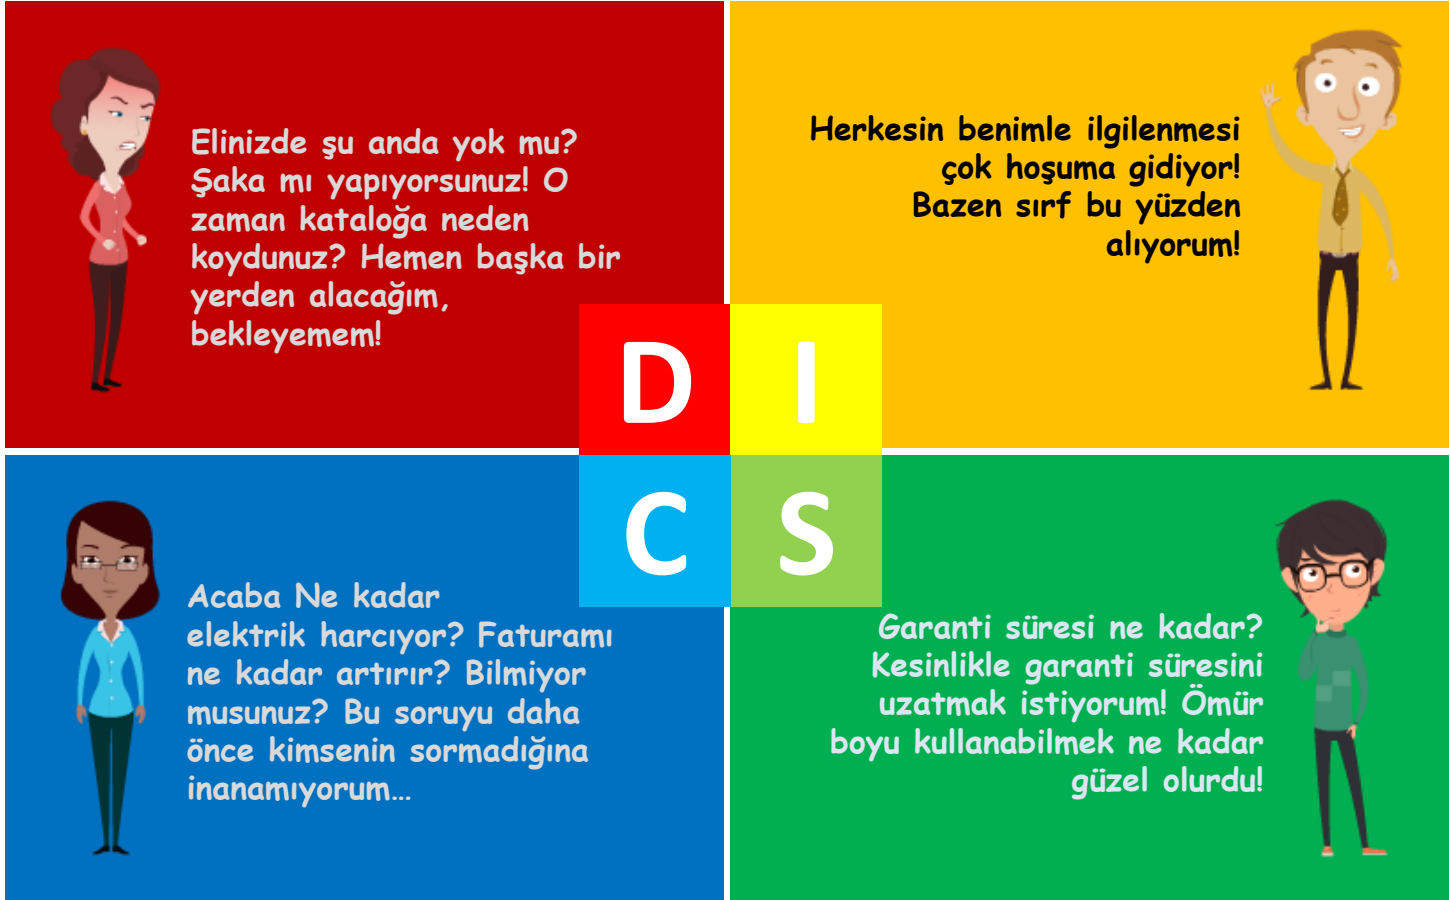 Elinizde şu anda yok mu?
Şaka mı yapıyorsunuz! O
zaman kataloğa neden
koydunuz? Hemen başka bir
yerden alacağım,
bekleyemem!
Herkesin benimle ilgilenmesi
çok hoşuma gidiyor!
Bazen sırf bu yüzden
alıyorum!
D I
C S
Acaba Ne kadar
elektrik harcıyor? Faturamı
ne kadar artırır? Bilmiyor
musunuz? Bu soruyu daha
önce kimsenin sormadığına
inanamıyorum…
Garanti süresi ne kadar?
Kesinlikle garanti süresini
uzatmak istiyorum! Ömür
boyu kullanabilmek ne kadar
güzel olurdu!